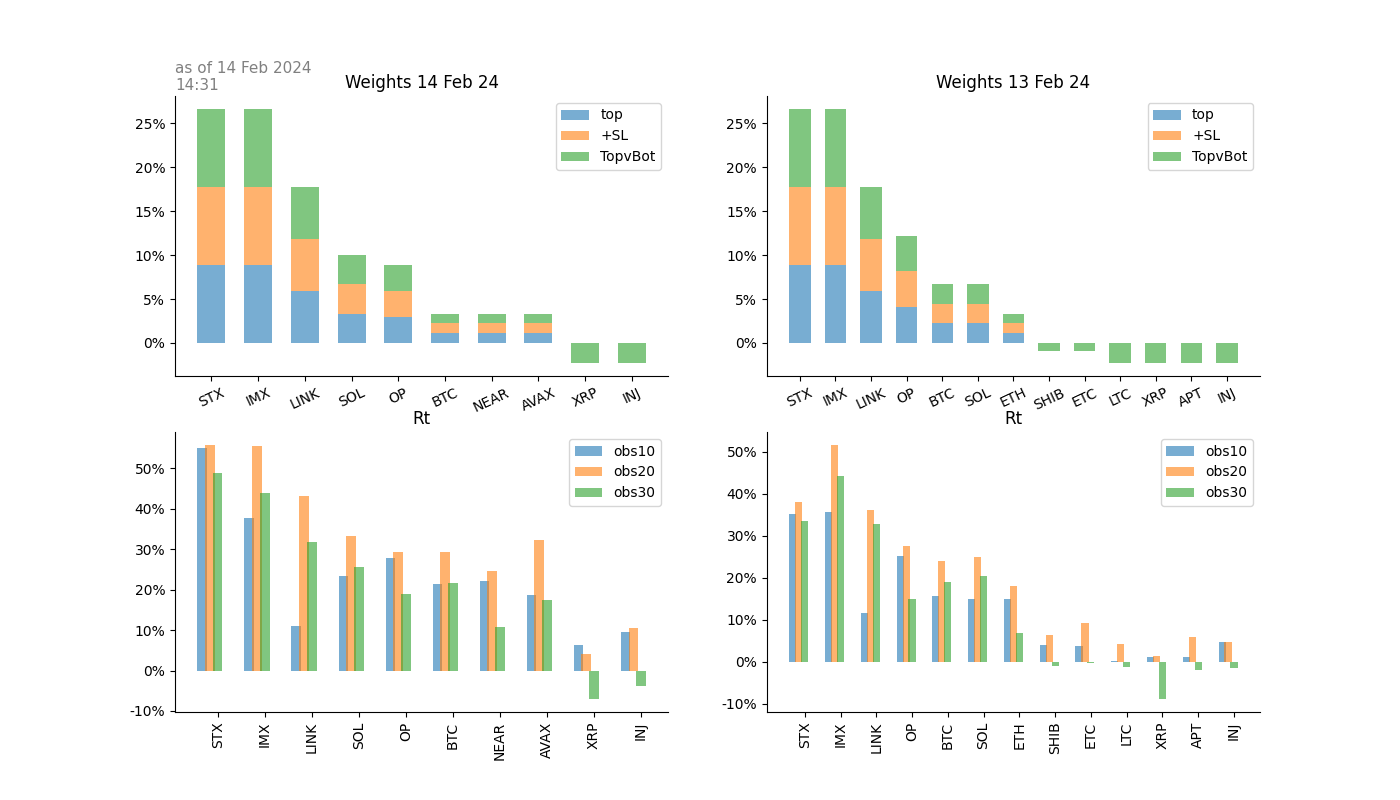 as of 14 Feb 2024
14:31
Weights 14 Feb 24
25%
20%
15%
10%
5%
0%
top
+SL
TopvBot
STX IMX LINK SOL OP BTC NEAR AVAX XRP INJ
Weights 13 Feb 24
25%
20%
15%
10%
5%
0%
top
+SL
TopvBot
STX IMX LINK OP BTC SOL ETH SHIB ETC LTC XRP APT INJ
Rt
50%
40%
30%
20%
10%
0%
-10%
obs10
obs20
obs30
STX IMX LINK SOL OP BTC NEAR AVAX XRP INJ
Rt
50%
40%
30%
20%
10%
0%
-10%
obs10
obs20
obs30
STX IMX LINK OP BTC SOL ETH SHIB ETC LTC XRP APT INJ